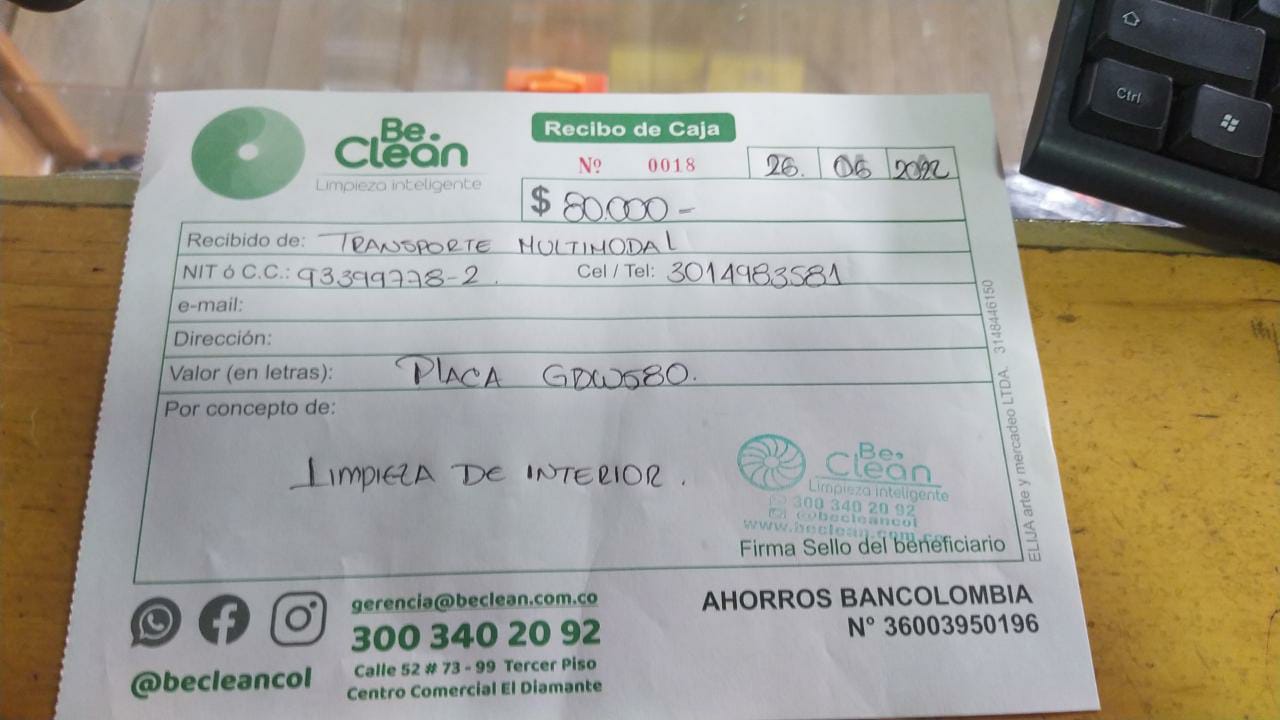 Be.
Clean
Limpieza inteligente
Recibo de Caja
Nº 0018
26. 06 2022
$ 80.000 -
Recibido de: TRANSPORTE MULTIMODAL
NIT ó C.C.: 93399778-2. Cel / Tel: 3014983581
e-mail:
Dirección:
Valor (en letras): PLACA GDW580.
Por concepto de:
LIMPIEZA DE INTERIOR.
Be.
Clean
Limpieza inteligente
300 340 20 92
@becleancol
www.beclean.com.co
Firma Sello del beneficiario
ELIJA arte y mercadeo LTDA. 3148446150
gerencia@beclean.com.co
300 340 20 92
Calle 52 # 73 - 99 Tercer Piso
Centro Comercial El Diamante
@becleancol
AHORROS BANCOLOMBIA
N° 36003950196
Ctrl